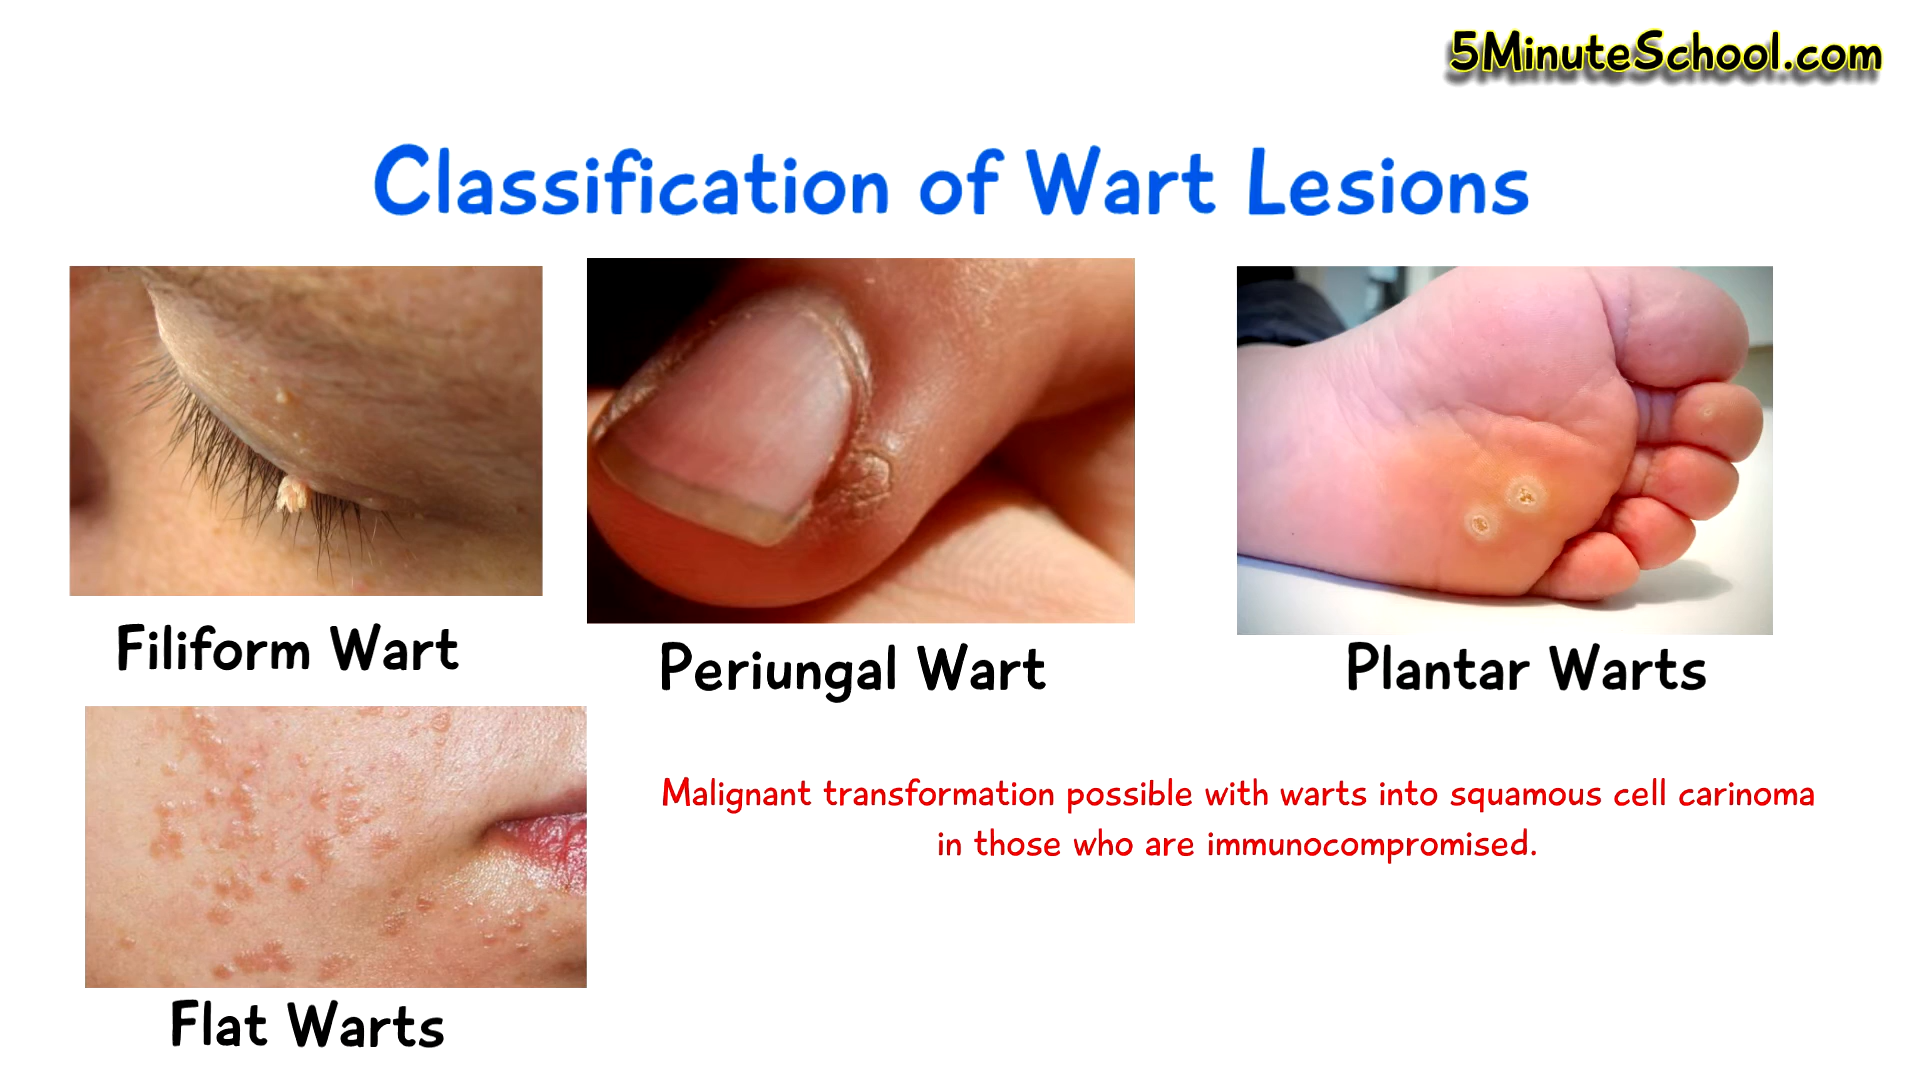 5MinuteSchool.com
Classification of Wart Lesions
Filiform Wart
Periungal Wart
Plantar Warts
Malignant transformation possible with warts into squamous cell carinoma
in those who are immunocompromised.
Flat Warts